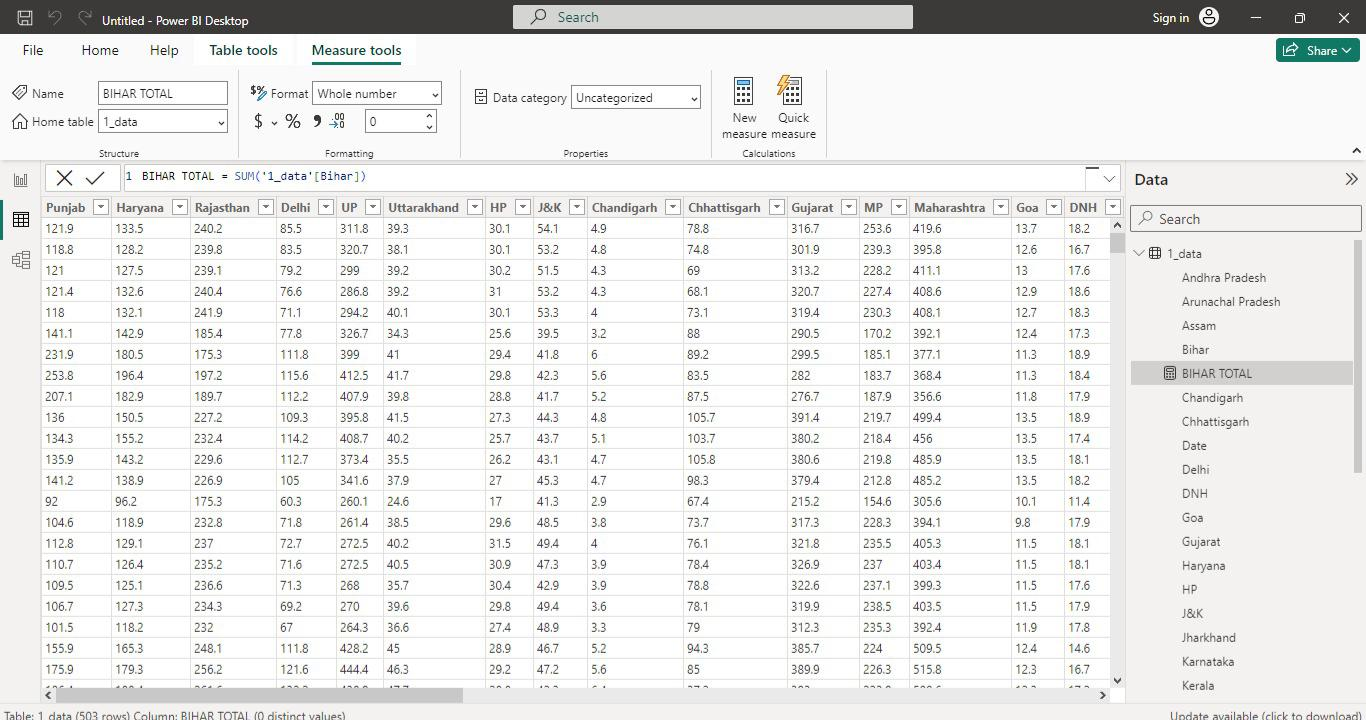 Untitled - Power BI Desktop
Search
Sign in
File Home Help Table tools Measure tools
Share
Name BIHAR TOTAL
Home table 1_data
Structure
$% Format Whole number
$ % 9 .00 0
Formatting
Data category Uncategorized
Properties
New measure
Quick measure
Calculations
1 BIHAR TOTAL = SUM('1_data'[Bihar])
Punjab Haryana Rajasthan Delhi UP Uttarakhand HP J&K Chandigarh Chhattisgarh Gujarat MP Maharashtra Goa DNH
121.9 133.5 240.2 85.5 311.8 39.3 30.1 54.1 4.9 78.8 316.7 253.6 419.6 13.7 18.2
118.8 128.2 239.8 83.5 320.7 38.1 30.1 53.2 4.8 74.8 301.9 239.3 395.8 12.6 16.7
121 127.5 239.1 79.2 299 39.2 30.2 51.5 4.3 69 313.2 228.2 411.1 13 17.6
121.4 132.6 240.4 76.6 286.8 39.2 31 53.2 4.3 68.1 320.7 227.4 408.6 12.9 18.6
118 132.1 241.9 71.1 294.2 40.1 30.1 53.3 4 73.1 319.4 230.3 408.1 12.7 18.3
141.1 142.9 185.4 77.8 326.7 34.3 25.6 39.5 3.2 88 290.5 170.2 392.1 12.4 17.3
231.9 180.5 175.3 111.8 399 41 29.4 41.8 6 89.2 299.5 185.1 377.1 11.3 18.9
253.8 196.4 197.2 115.6 412.5 41.7 29.8 42.3 5.6 83.5 282 183.7 368.4 11.3 18.4
207.1 182.9 189.7 112.2 407.9 39.8 28.8 41.7 5.2 87.5 276.7 187.9 356.6 11.8 17.9
136 150.5 227.2 109.3 395.8 41.5 27.3 44.3 4.8 105.7 391.4 219.7 499.4 13.5 18.9
134.3 155.2 232.4 114.2 408.7 40.2 25.7 43.7 5.1 103.7 380.2 218.4 456 13.5 17.4
135.9 143.2 229.6 112.7 373.4 35.5 26.2 43.1 4.7 105.8 380.6 219.8 485.9 13.5 18.1
141.2 138.9 226.9 105 341.6 37.9 27 45.3 4.7 98.3 379.4 212.8 485.2 13.5 18.2
92 96.2 175.3 60.3 260.1 24.6 17 41.3 2.9 67.4 215.2 154.6 305.6 10.1 11.4
104.6 118.9 232.8 71.8 261.4 38.5 29.6 48.5 3.8 73.7 317.3 228.3 394.1 9.8 17.9
112.8 129.1 237 72.7 272.5 40.2 31.5 49.4 4 76.1 321.8 235.5 405.3 11.5 18.1
110.7 126.4 235.2 71.6 272.5 40.5 30.9 47.3 3.9 78.4 326.9 237 403.4 11.5 18.1
109.5 125.1 236.6 71.3 268 35.7 30.4 42.9 3.9 78.8 322.6 237.1 399.3 11.5 17.6
106.7 127.3 234.3 69.2 270 39.6 29.8 49.4 3.6 78.1 319.9 238.5 403.5 11.5 17.9
101.5 118.2 232 67 264.3 36.6 27.4 48.9 3.3 79 312.3 235.3 392.4 11.9 17.8
155.9 165.3 248.1 111.8 428.2 45 28.9 46.7 5.2 94.3 385.7 224 509.5 12.4 14.6
175.9 179.3 256.2 121.6 444.4 46.3 29.2 47.2 5.6 85 389.9 226.3 515.8 12.3 16.7
Data
Search
1_data
Andhra Pradesh
Arunachal Pradesh
Assam
Bihar
BIHAR TOTAL
Chandigarh
Chhattisgarh
Date
Delhi
DNH
Goa
Gujarat
Haryana
HP
J&K
Jharkhand
Karnataka
Kerala
Table: 1_data (503 rows) Column: BIHAR TOTAL (0 distinct values)
Update available (click to download)